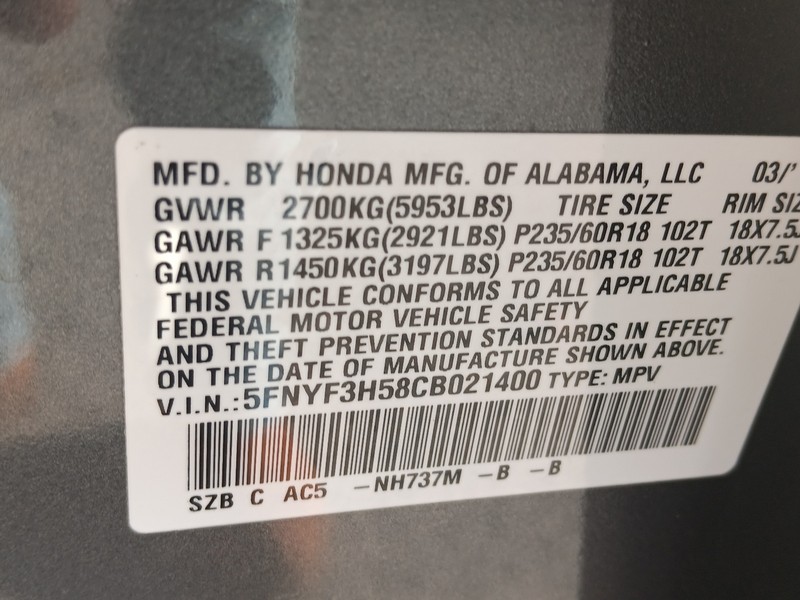 MFD. BY HONDA MFG. OF ALABAMA, LLC 03/'
GVWR 2700KG(5953LBS) TIRE SIZE RIM SIZ
GAWR F 1325KG(2921LBS) P235/60R18 102T 18X7.5J
GAWR R 1450KG(3197LBS) P235/60R18 102T 18X7.5J
THIS VEHICLE CONFORMS TO ALL APPLICABLE
FEDERAL MOTOR VEHICLE SAFETY
AND THEFT PREVENTION STANDARDS IN EFFECT
ON THE DATE OF MANUFACTURE SHOWN ABOVE.
V.I.N.:5FNYF3H58CB021400 TYPE: MPV
SZB C AC5 -NH737M -B -B